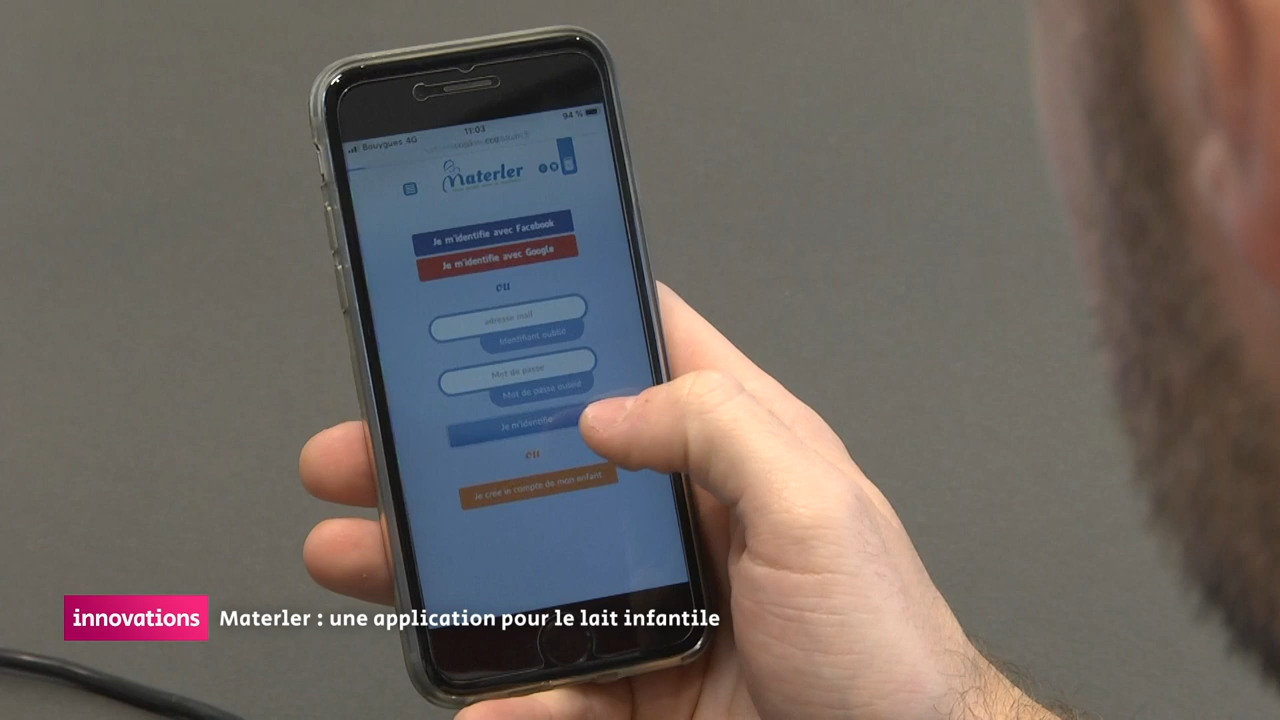 Bouygues 4G
11:03
94 %
Materler
Je m'identifie avec Facebook
Je m'identifie avec Google
ou
adresse mail
Identifiant oublié
Mot de passe
Mot de passe oublié
Je m'identifie
ou
Je crée le compte de mon enfant
innovations
Materler : une application pour le lait infantile